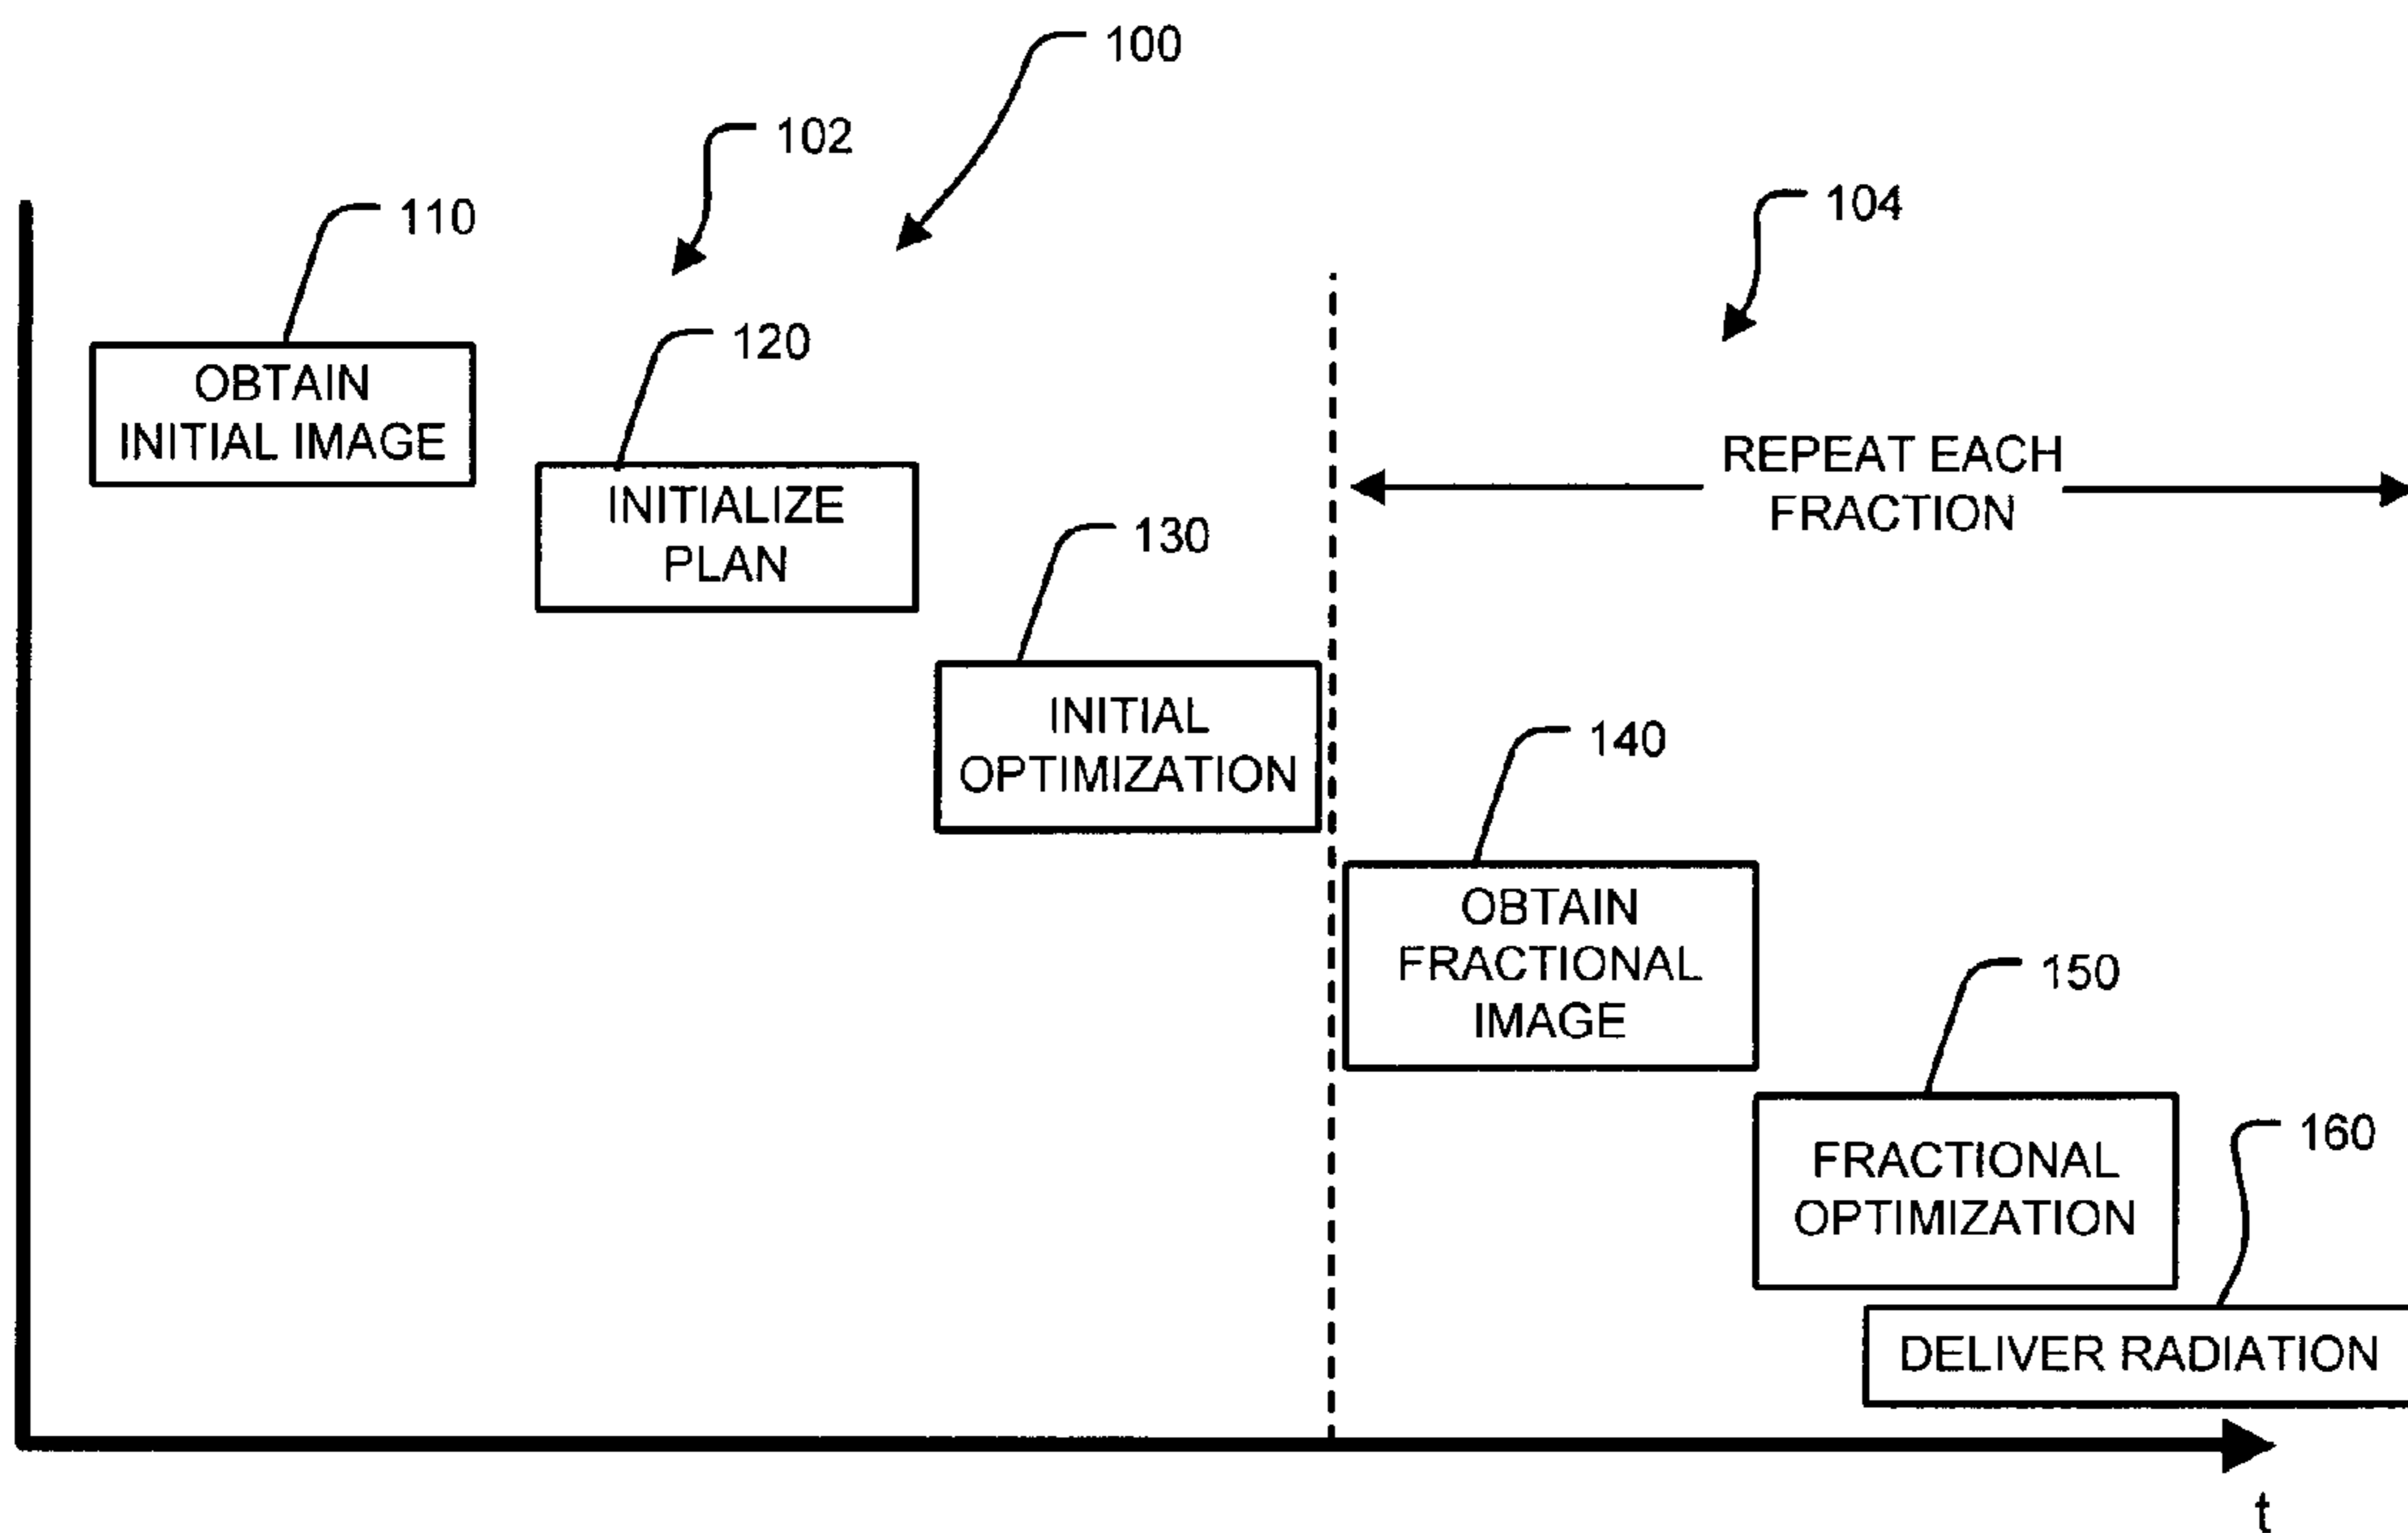 100
102
104
110
OBTAIN
INITIAL IMAGE
120
INITIALIZE
PLAN
REPEAT EACH
FRACTION
130
INITIAL
OPTIMIZATION
140
OBTAIN
FRACTIONAL
IMAGE
150
FRACTIONAL
OPTIMIZATION
160
DELIVER RADIATION
t